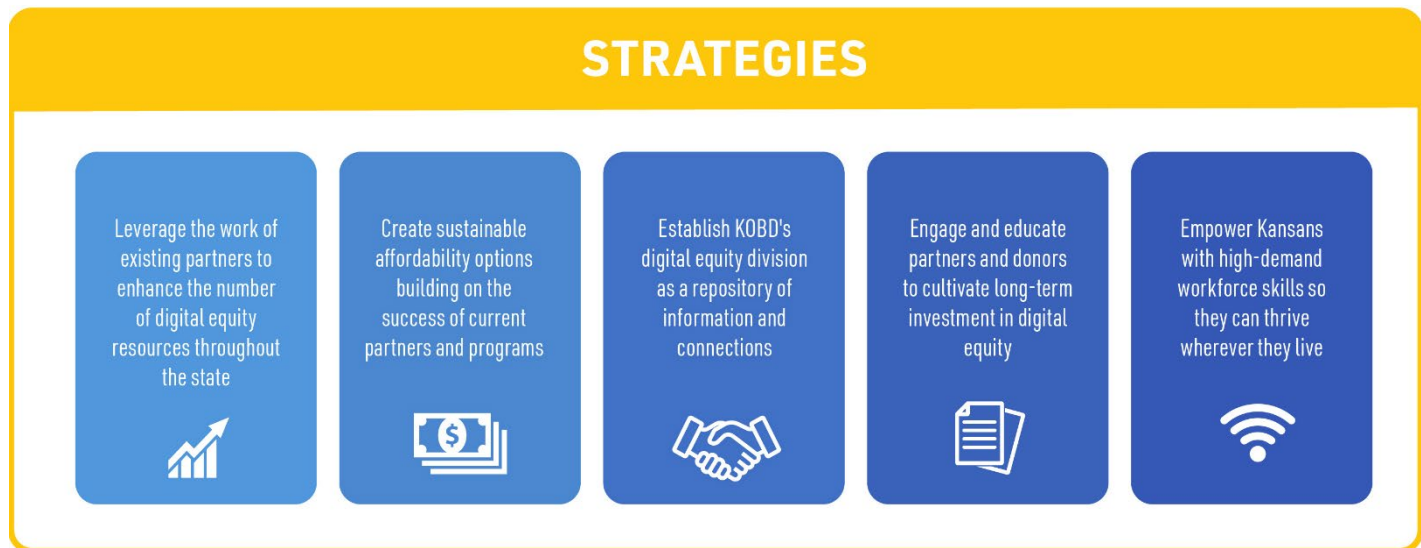 STRATEGIES
Leverage the work of
existing partners to
enhance the number
of digital equity
resources throughout
the state
Create sustainable
affordability options
building on the
success of current
partners and programs
$
Establish KOBD's
digital equity division
as a repository of
information and
connections
Engage and educate
partners and donors
to cultivate long-term
investment in digital
equity
Empower Kansans
with high-demand
workforce skills so
they can thrive
wherever they live